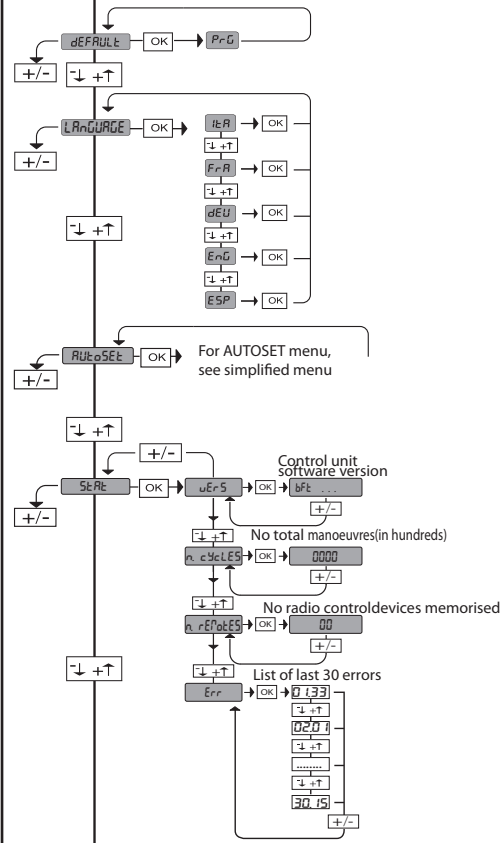 dEFAULt OK PrG
+/- -↓ +↑
LAnGUAGE OK ItA OK
+/- -↓ +↑
FrA OK
-↓ +↑
dEU OK
-↓ +↑
-↓ +↑
EnG OK
-↓ +↑
ESP OK
AUtoSEt OK For AUTOSET menu,
see simplified menu
+/-
-↓ +↑
+/-
Control unit
software version
StAt OK vErS OK bFt ...
+/- +/-
-↓ +↑ No total manoeuvres(in hundreds)
n. cYcLES OK 0000
+/-
-↓ +↑ No radio controldevices memorised
n. rEMotES OK 00
+/-
-↓ +↑ -↓ +↑ List of last 30 errors
Err OK 01.33
-↓ +↑
02.01
-↓ +↑
........
-↓ +↑
30.15
+/-